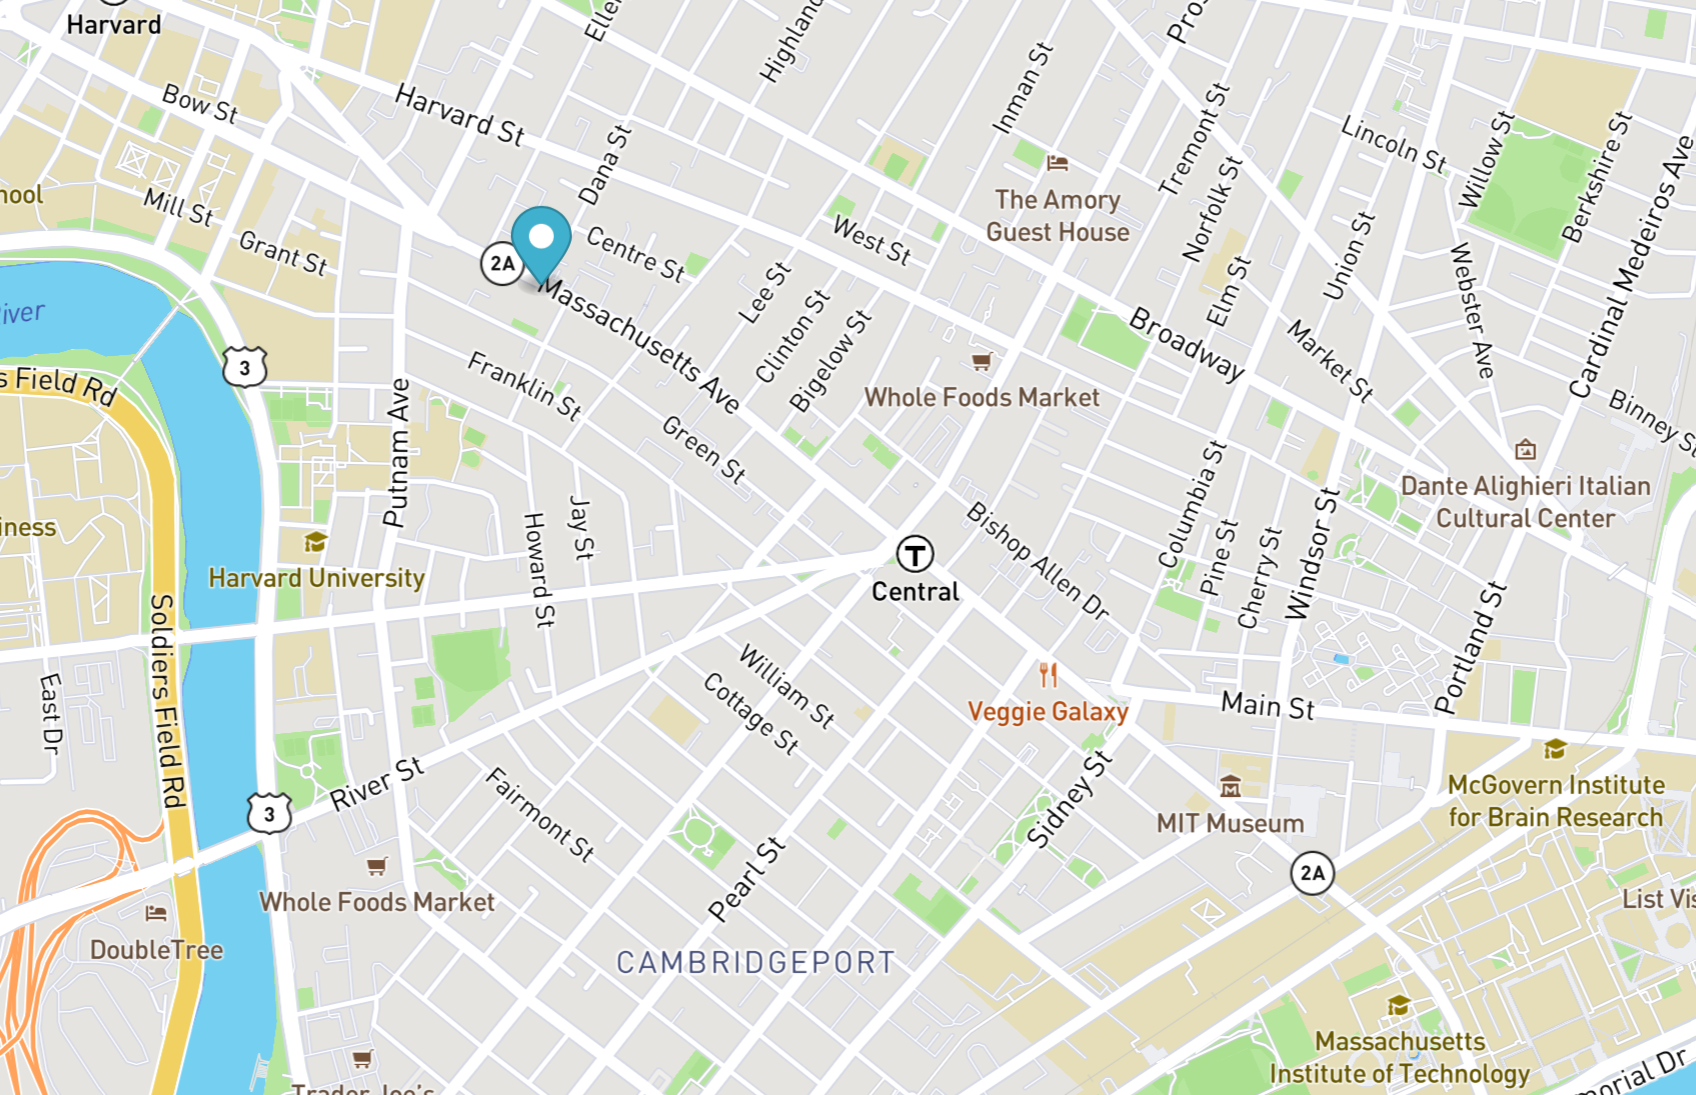 Harvard
Eller
Highland
Pros
Bow St
Harvard St
Inman St
Tremont St
Lincoln St
Willow St
Berkshire St
Dana St
The Amory
Guest House
Norfolk St
hool
Mill St
Grant St
Centre St
West St
2A
Union St
Webster Ave
Cardinal Medeiros Ave
Elm St
Lee St
iver
Massachusetts Ave
Clinton St
Bigelow St
Broadway
Market St
3
s Field Rd
Franklin St
Whole Foods Market
Binney St
Putnam Ave
Green St
Columbia St
Dante Alighieri Italian
Cultural Center
iness
Howard St
Jay St
Bishop Allen Dr
Pine St
Cherry St
Windsor St
Harvard University
T
Central
Portland St
Soldiers Field Rd
East Dr
William St
Cottage St
Veggie Galaxy
Main St
River St
Fairmont St
3
Sidney St
McGovern Institute
for Brain Research
MIT Museum
2A
Whole Foods Market
Pearl St
List Vis
DoubleTree
CAMBRIDGEPORT
Massachusetts
Institute of Technology
Trader Joe's
morial Dr